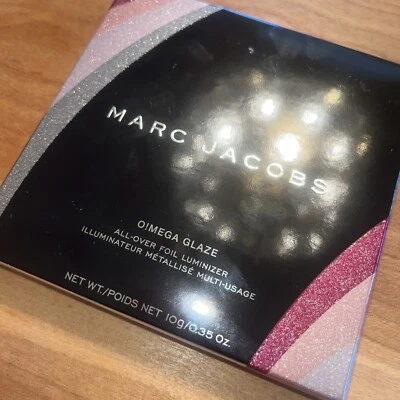 MARC JACOBS
O!MEGA GLAZE
ALL-OVER FOIL LUMINIZER
ILLUMINATEUR MÉTALLISÉ MULTI-USAGE
NET WT./POIDS NET 10g/0.35 Oz.